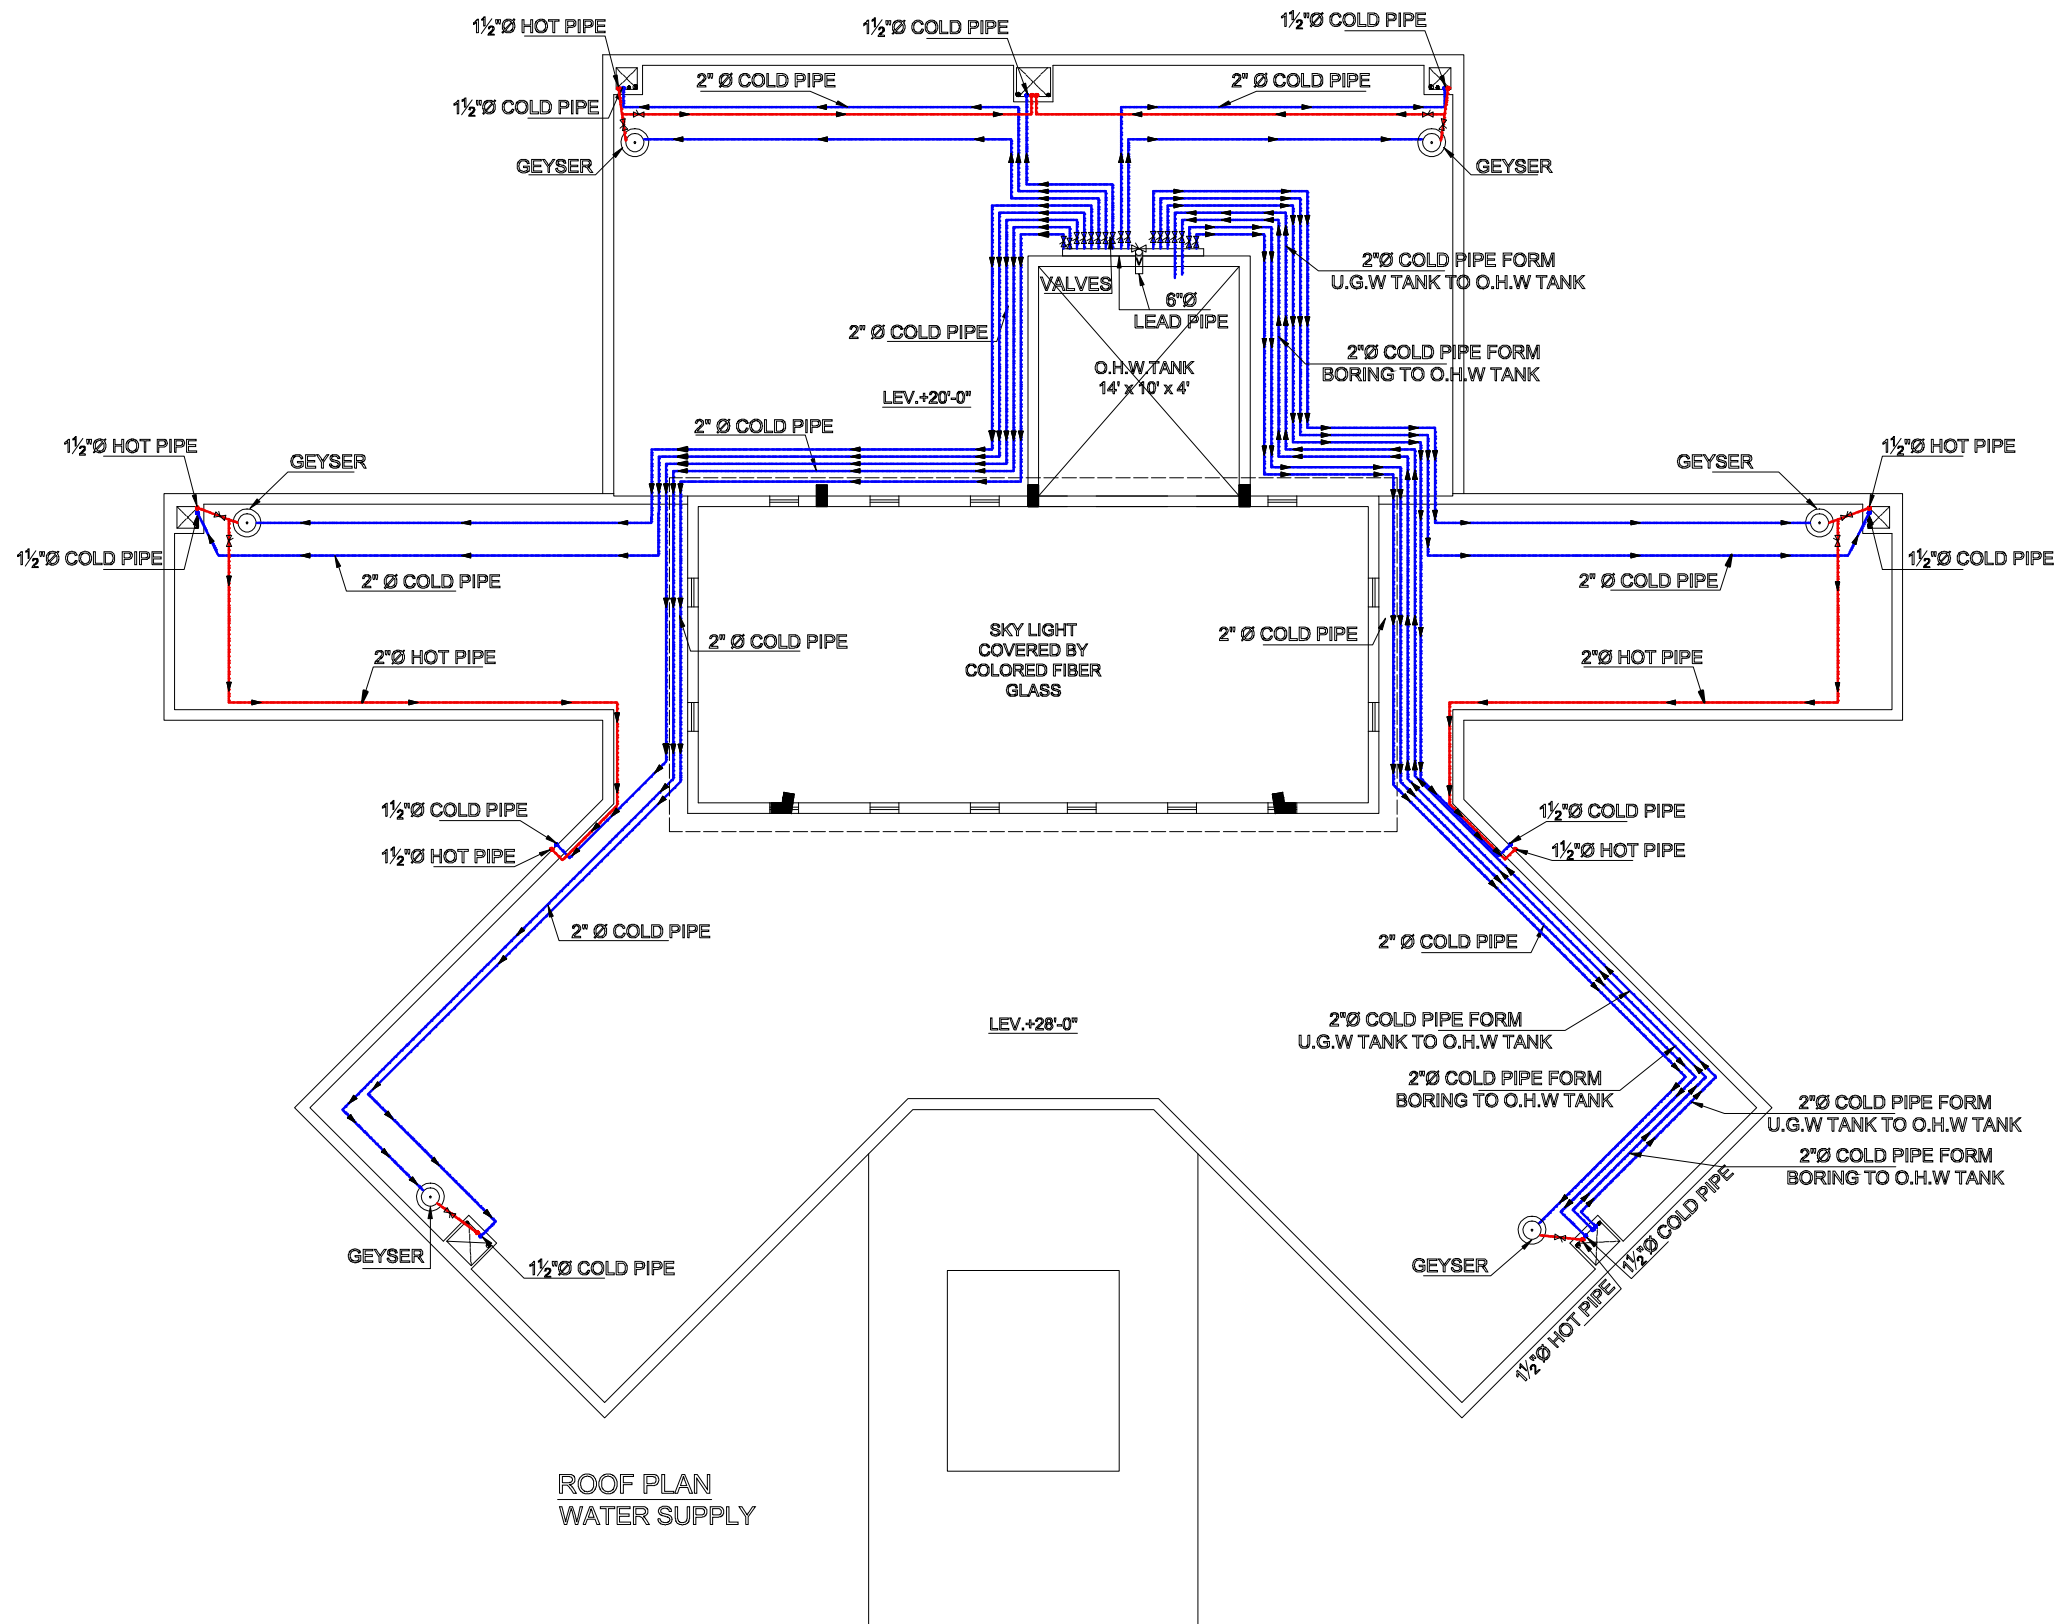 1½"Ø HOT PIPE
1½"Ø COLD PIPE
1½"Ø COLD PIPE
2" Ø COLD PIPE
2" Ø COLD PIPE
1½"Ø COLD PIPE
GEYSER
GEYSER
2"Ø COLD PIPE FORM
U.G.W TANK TO O.H.W TANK
VALVES
6"Ø
LEAD PIPE
2" Ø COLD PIPE
2"Ø COLD PIPE FORM
BORING TO O.H.W TANK
O.H.W.TANK
14' x 10' x 4'
LEV.+20'-0"
2" Ø COLD PIPE
1½"Ø HOT PIPE
GEYSER
GEYSER
1½"Ø HOT PIPE
1½"Ø COLD PIPE
2" Ø COLD PIPE
2" Ø COLD PIPE
1½"Ø COLD PIPE
2" Ø COLD PIPE
SKY LIGHT
COVERED BY
COLORED FIBER
GLASS
2" Ø COLD PIPE
2"Ø HOT PIPE
2"Ø HOT PIPE
1½"Ø COLD PIPE
1½"Ø HOT PIPE
1½"Ø COLD PIPE
1½"Ø HOT PIPE
2" Ø COLD PIPE
2" Ø COLD PIPE
LEV.+28'-0"
2"Ø COLD PIPE FORM
U.G.W TANK TO O.H.W TANK
2"Ø COLD PIPE FORM
BORING TO O.H.W TANK
2"Ø COLD PIPE FORM
U.G.W TANK TO O.H.W TANK
2"Ø COLD PIPE FORM
BORING TO O.H.W TANK
GEYSER
1½"Ø COLD PIPE
GEYSER
1½"Ø COLD PIPE
1½"Ø HOT PIPE
ROOF PLAN
WATER SUPPLY